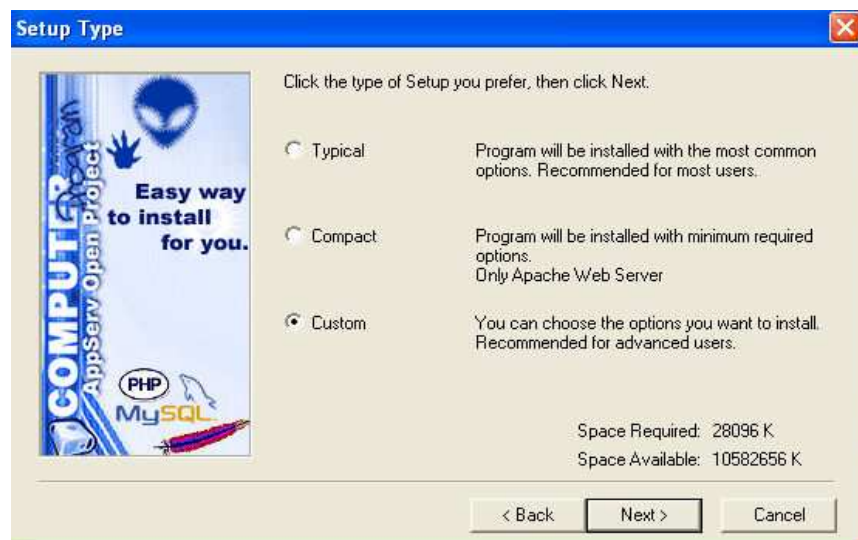 Setup Type
Click the type of Setup you prefer, then click Next.
COMPUTER
Program
AppServ Open Project
Easy way
to install
for you.
PHP
MySQL
Typical
Program will be installed with the most common
options. Recommended for most users.
Compact
Program will be installed with minimum required
options.
Only Apache Web Server
Custom
You can choose the options you want to install.
Recommended for advanced users.
Space Required: 28096 K
Space Available: 10582656 K
< Back
Next >
Cancel